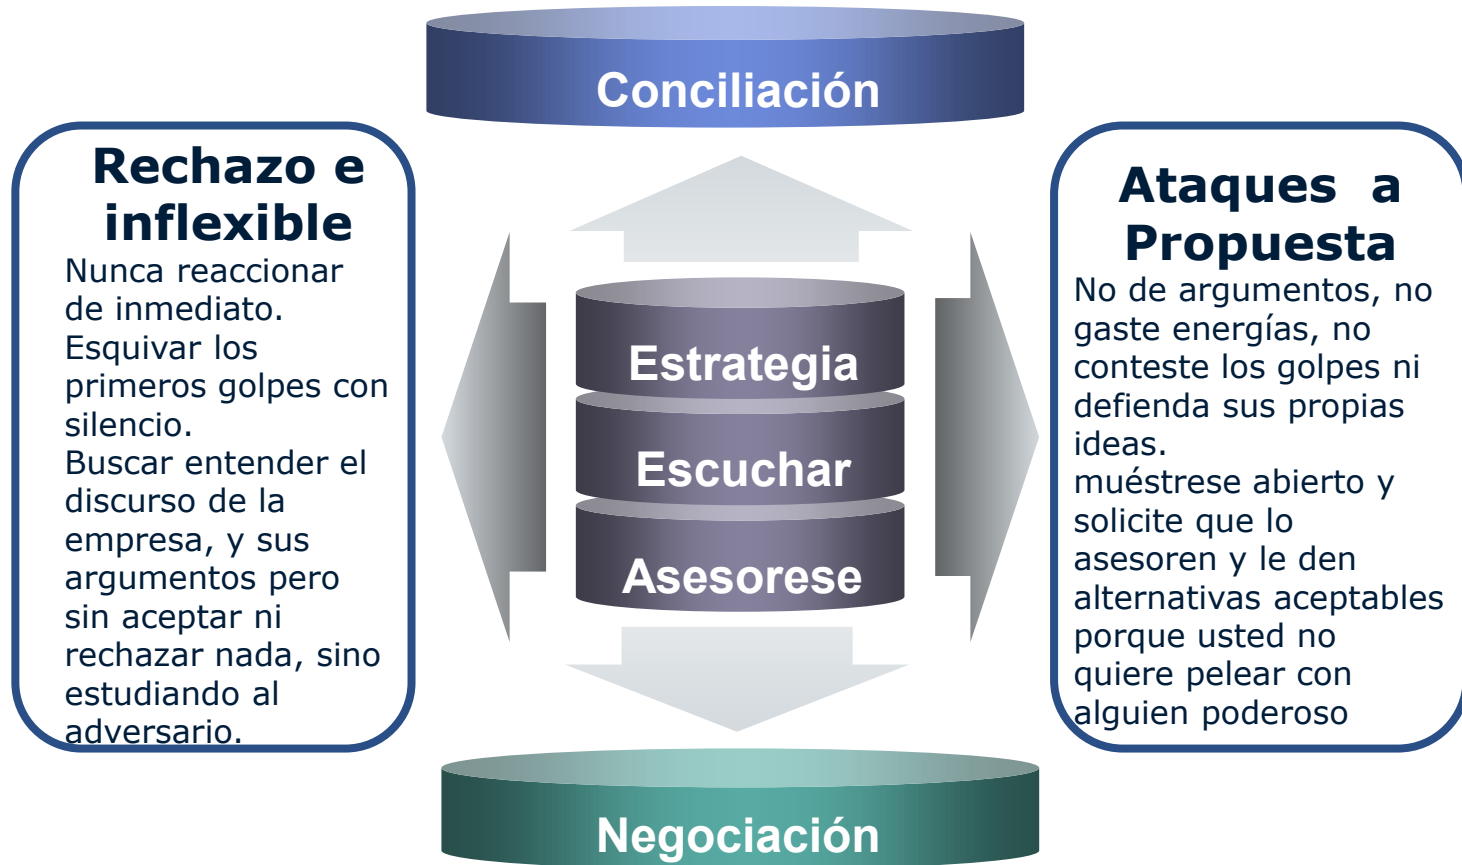 Conciliación
Rechazo e
inflexible
Nunca reaccionar
de inmediato.
Esquivar los
primeros golpes con
silencio.
Buscar entender el
discurso de la
empresa, y sus
argumentos pero
sin aceptar ni
rechazar nada, sino
estudiando al
adversario.
Estrategia
Escuchar
Asesorese
Ataques a
Propuesta
No de argumentos, no
gaste energías, no
conteste los golpes ni
defienda sus propias
ideas.
muéstrese abierto y
solicite que lo
asesoren y le den
alternativas aceptables
porque usted no
quiere pelear con
alguien poderoso
Negociación